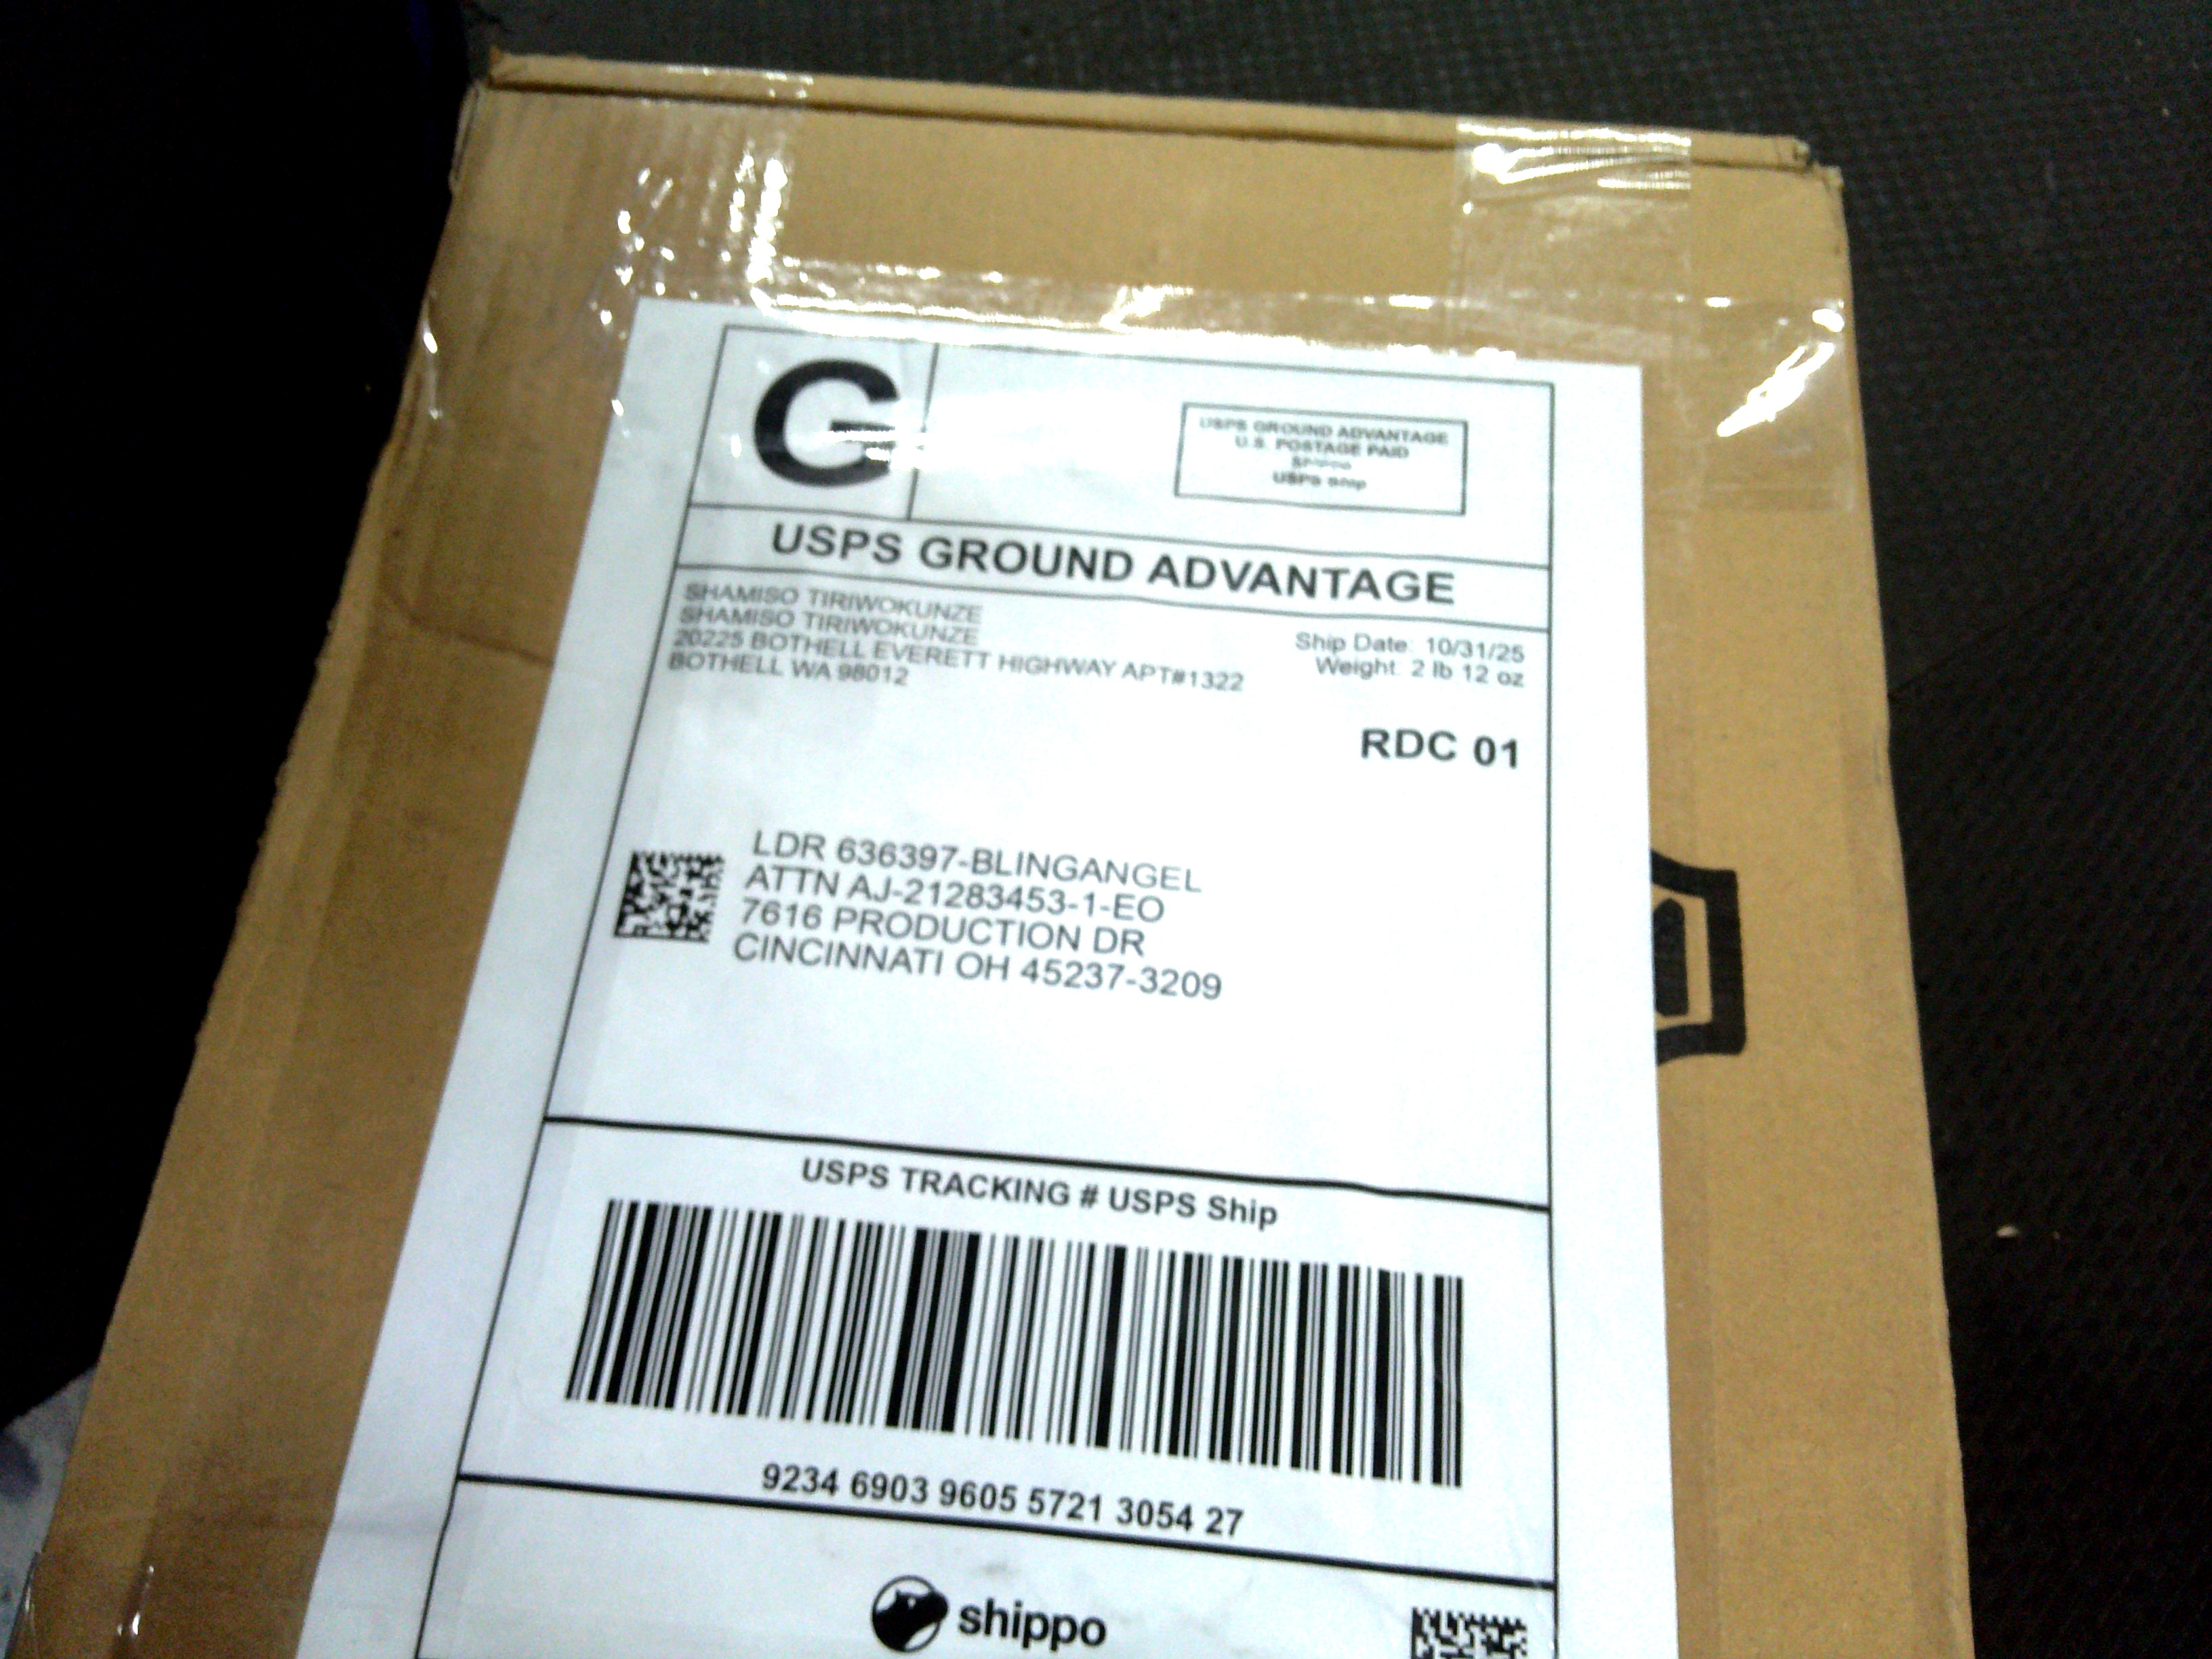 G
USPS GROUND ADVANTAGE
U.S. POSTAGE PAID
Shippo
USPS Ship
USPS GROUND ADVANTAGE
SHAMISO TIRIWOKUNZE
SHAMISO TIRIWOKUNZE
20225 BOTHELL EVERETT HIGHWAY APT#1322
BOTHELL WA 98012
Ship Date: 10/31/25
Weight: 2 lb 12 oz
RDC 01
LDR 636397-BLINGANGEL
ATTN AJ-21283453-1-EO
7616 PRODUCTION DR
CINCINNATI OH 45237-3209
USPS TRACKING # USPS Ship
9234 6903 9605 5721 3054 27
shippo